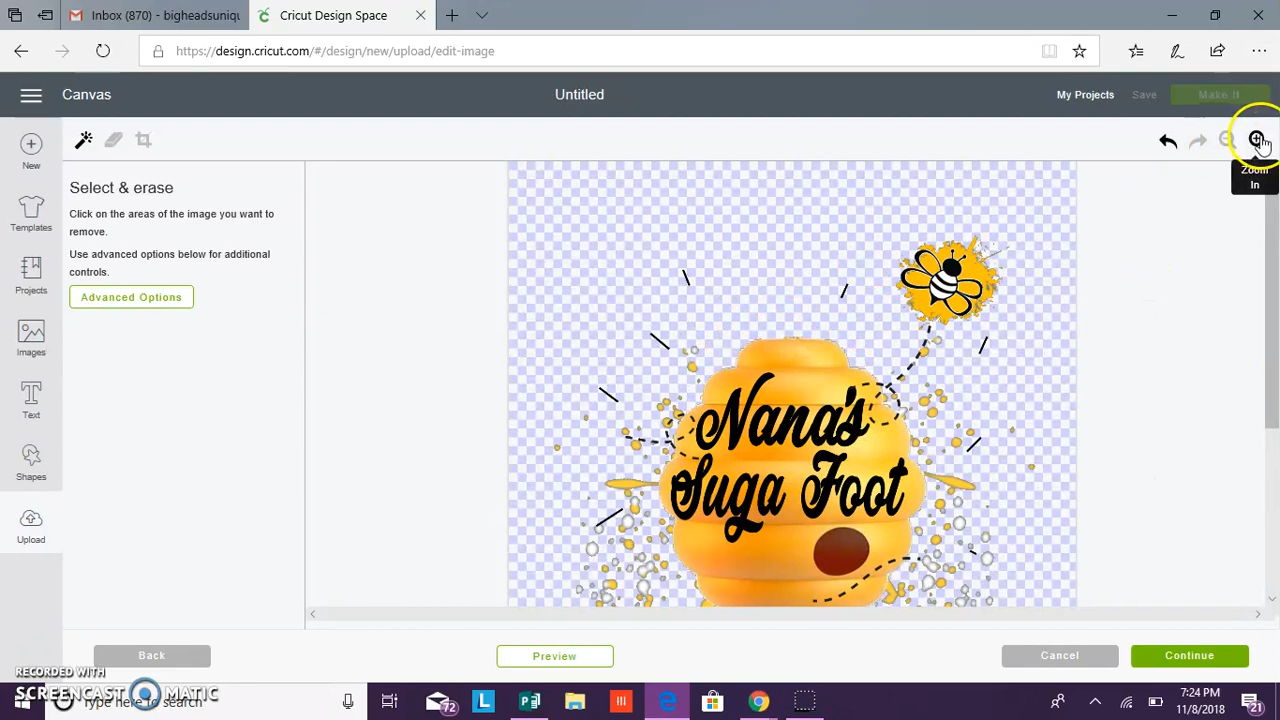 Inbox (870) - bigheadsuniqu
Cricut Design Space
https://design.cricut.com/#/design/new/upload/edit-image
Canvas
Untitled
My Projects
Save
Make It
Zoom
In
New
Templates
Projects
Images
Text
Shapes
Upload
Select & erase
Click on the areas of the image you want to
remove.
Use advanced options below for additional
controls.
Advanced Options
Nana's
Suga Foot
Back
Preview
Cancel
Continue
RECORDED WITH
SCREENCAST MATIC
Type here to search
72
L
7:24 PM
11/8/2018
21